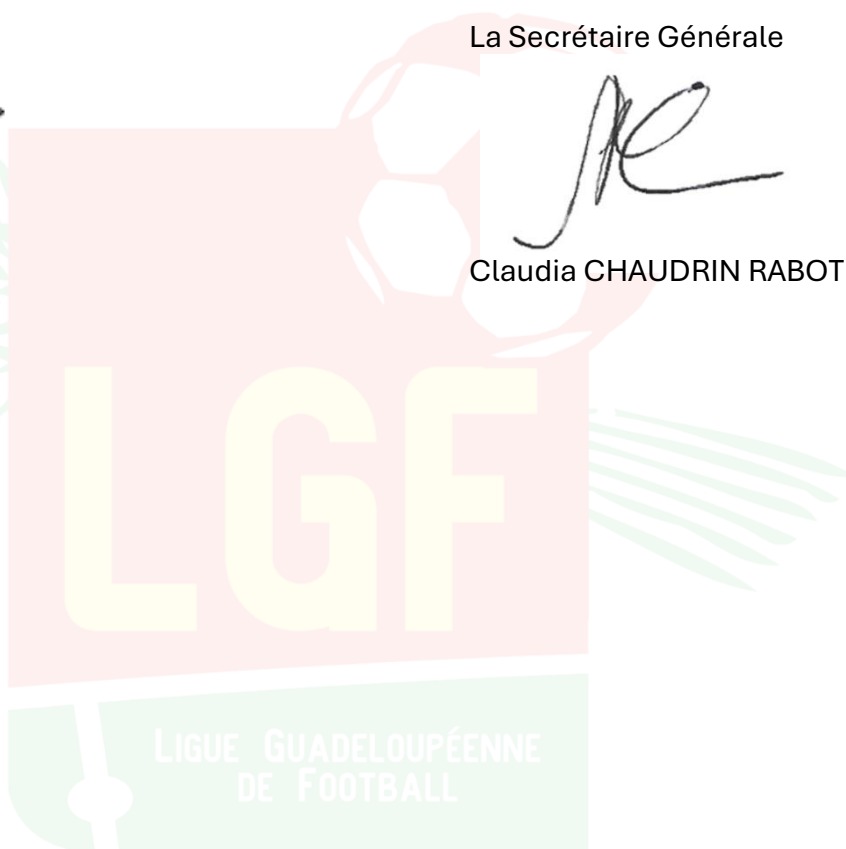 La Secrétaire Générale
Claudia CHAUDRIN RABOT
LGF
LIGUE GUADELOUPÉENNE
DE FOOTBALL